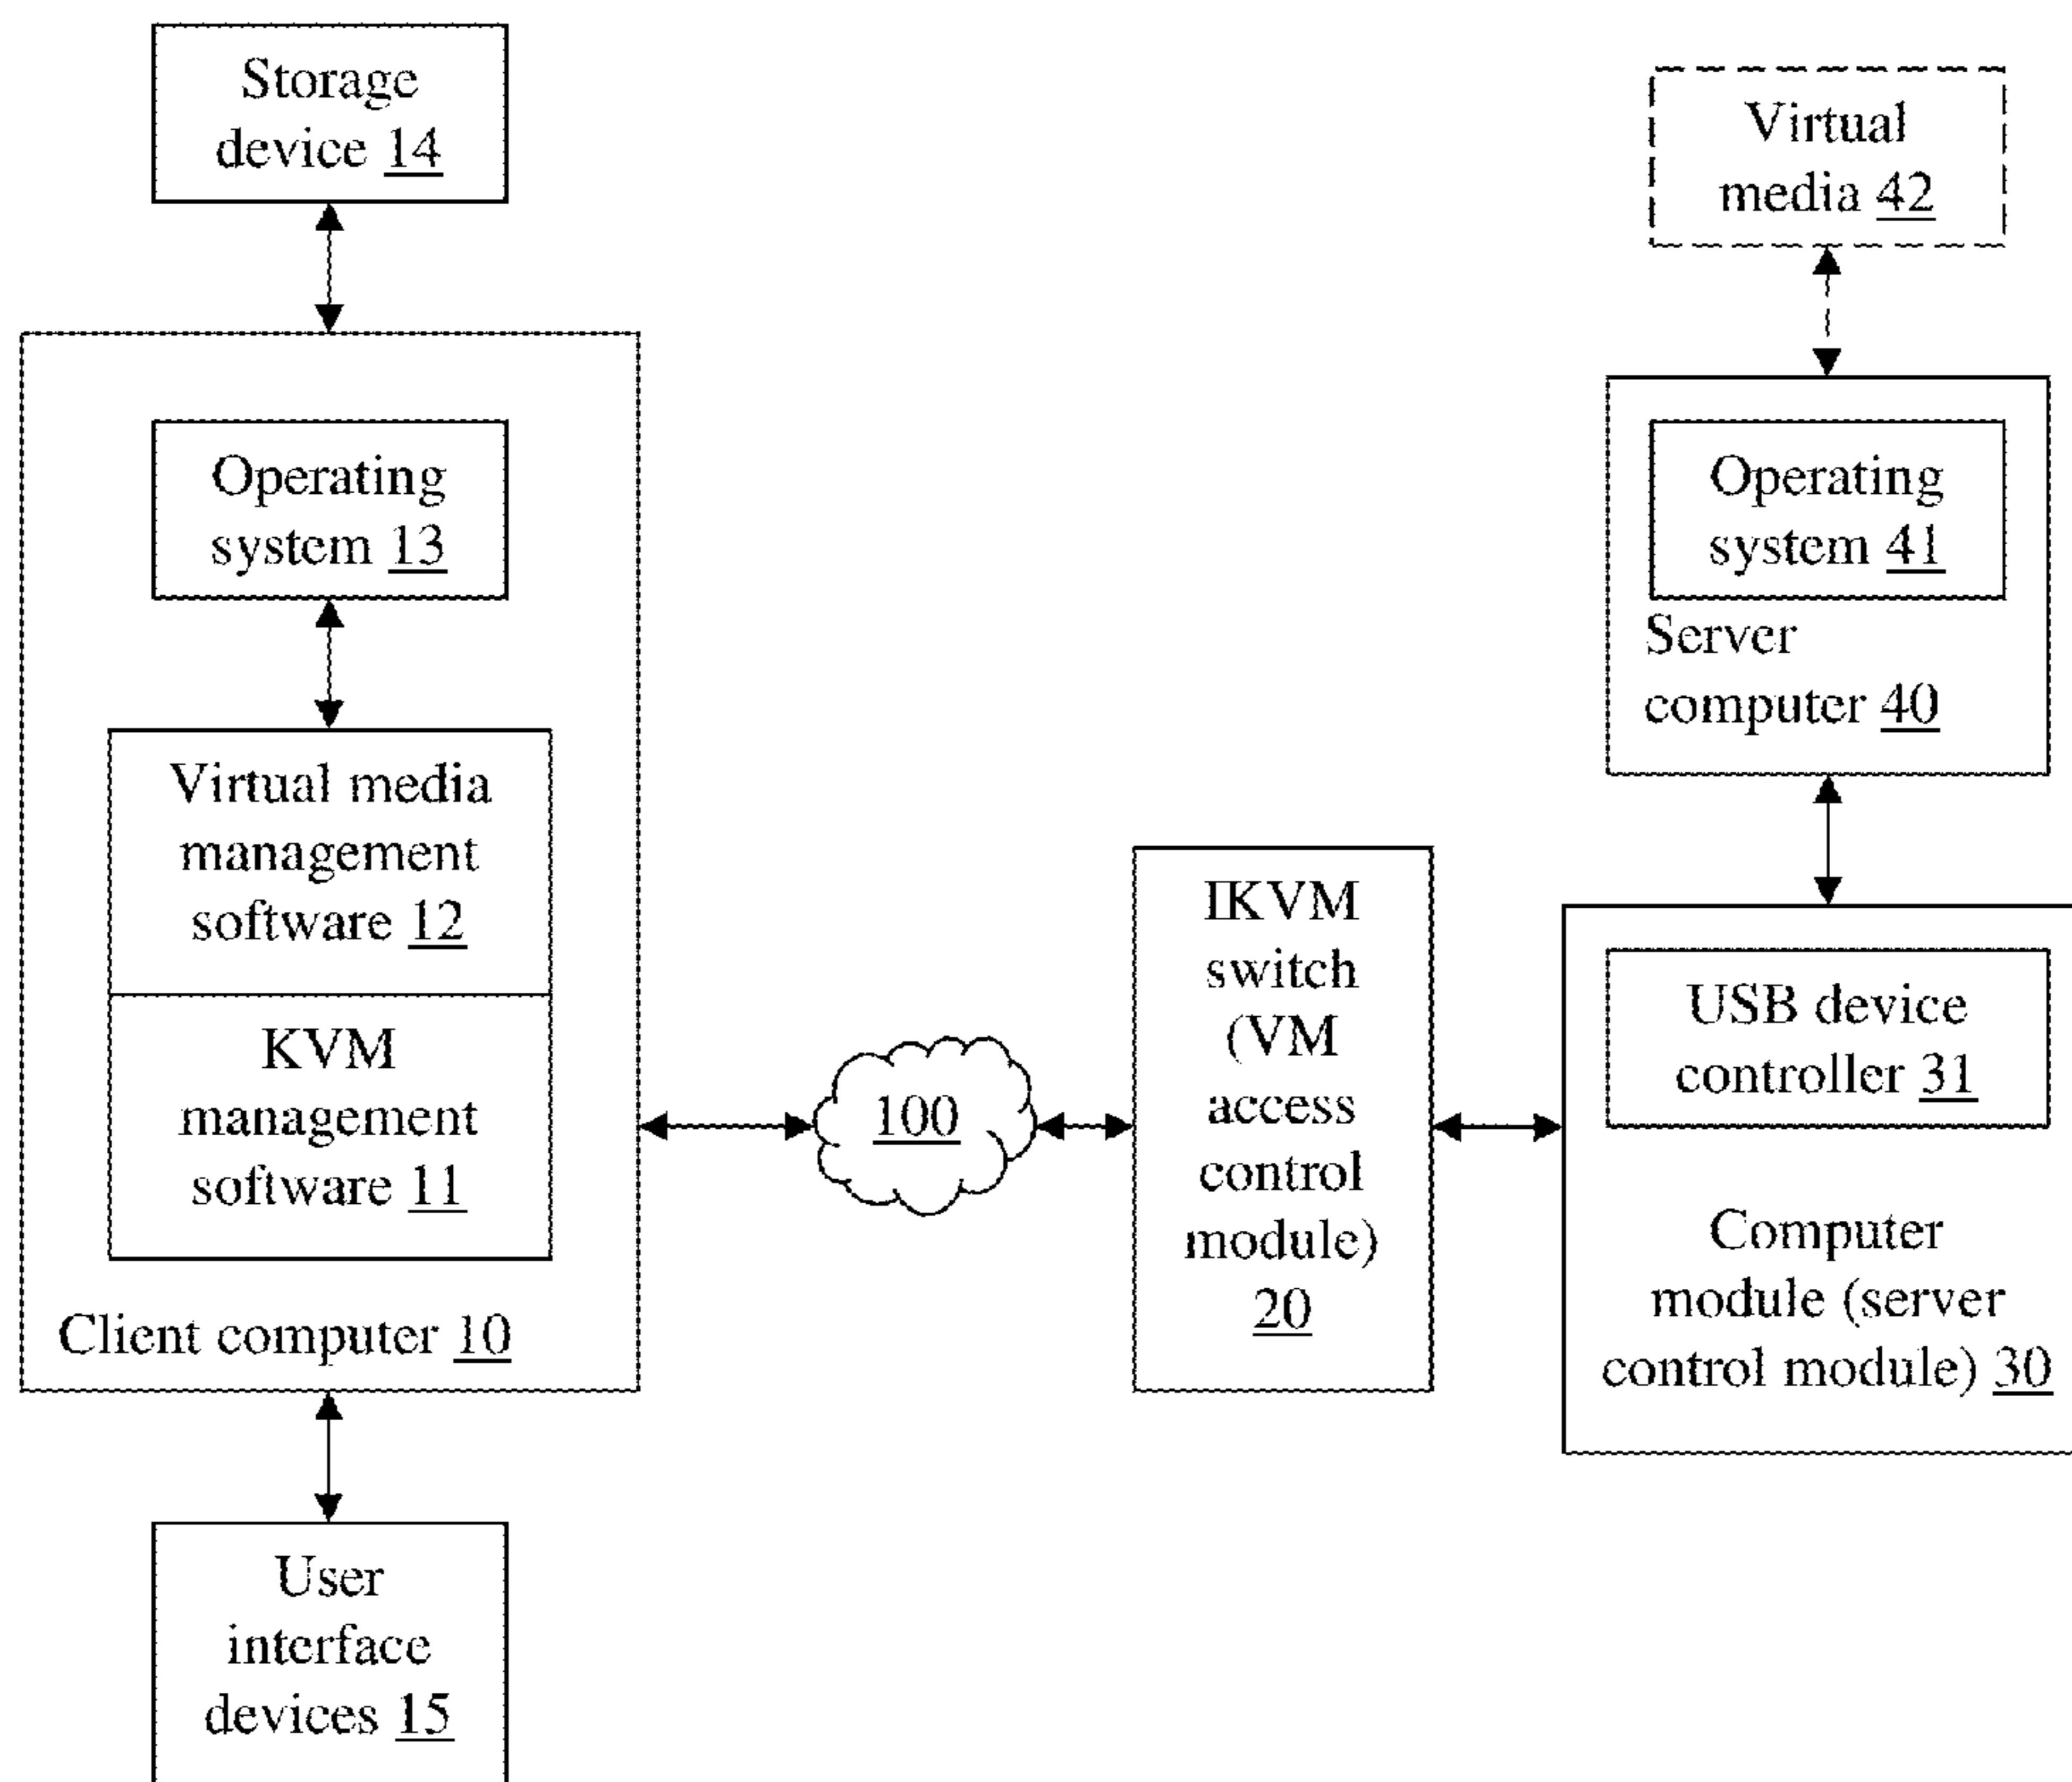 Storage
device 14
Operating
system 13
Virtual media
management
software 12
KVM
management
software 11
Client computer 10
User
interface
devices 15
100
IKVM
switch
(VM
access
control
module)
20
Virtual
media 42
Operating
system 41
Server
computer 40
USB device
controller 31
Computer
module (server
control module) 30